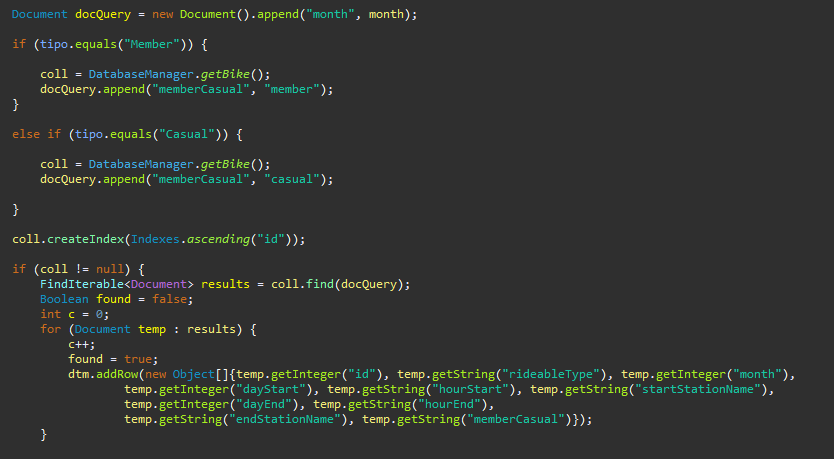 Document docQuery = new Document().append("month", month);
if (tipo.equals("Member")) {
coll = DatabaseManager.getBike();
docQuery.append("memberCasual", "member");
}
else if (tipo.equals("Casual")) {
coll = DatabaseManager.getBike();
docQuery.append("memberCasual", "casual");
}
coll.createIndex(Indexes.ascending("id"));
if (coll != null) {
FindIterable<Document> results = coll.find(docQuery);
Boolean found = false;
int c = 0;
for (Document temp : results) {
c++;
found = true;
dtm.addRow(new Object[]{temp.getInteger("id"), temp.getString("rideableType"), temp.getInteger("month"),
temp.getInteger("dayStart"), temp.getString("hourStart"), temp.getString("startStationName"),
temp.getInteger("dayEnd"), temp.getString("hourEnd"),
temp.getString("endStationName"), temp.getString("memberCasual")});
}